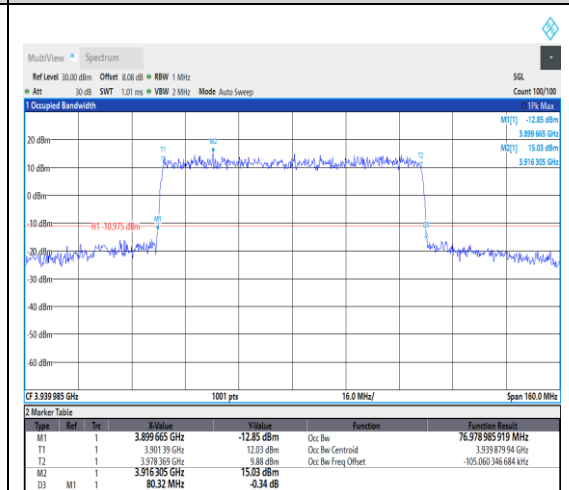 MultiView * Spectrum
Ref Level 30.00 dBm Offset 8.08 dB RBW 1 MHz SGL
Att 30 dB SWT 1.01 ms VBW 2 MHz Mode Auto Sweep Count 100/100
1 Occupied Bandwidth 1Pk Max
M1[1] -12.85 dBm
3.899 665 GHz
M2[1] 15.03 dBm
3.916 305 GHz
20 dBm
M2
T1 T2
10 dBm
0 dBm
-10 dBm H1 -10.975 dBm M1 D3
-20 dBm
-30 dBm
-40 dBm
-50 dBm
-60 dBm
CF 3.939 985 GHz 1001 pts 16.0 MHz/ Span 160.0 MHz
2 Marker Table
Type Ref Trc X-Value Y-Value Function Function Result
M1 1 3.899 665 GHz -12.85 dBm Occ Bw 76.978 985 919 MHz
T1 1 3.901 39 GHz 12.03 dBm Occ Bw Centroid 3.939 879 94 GHz
T2 1 3.978 369 GHz 9.88 dBm Occ Bw Freq Offset -105.060 346 684 kHz
M2 1 3.916 305 GHz 15.03 dBm
D3 M1 1 80.32 MHz -0.34 dB